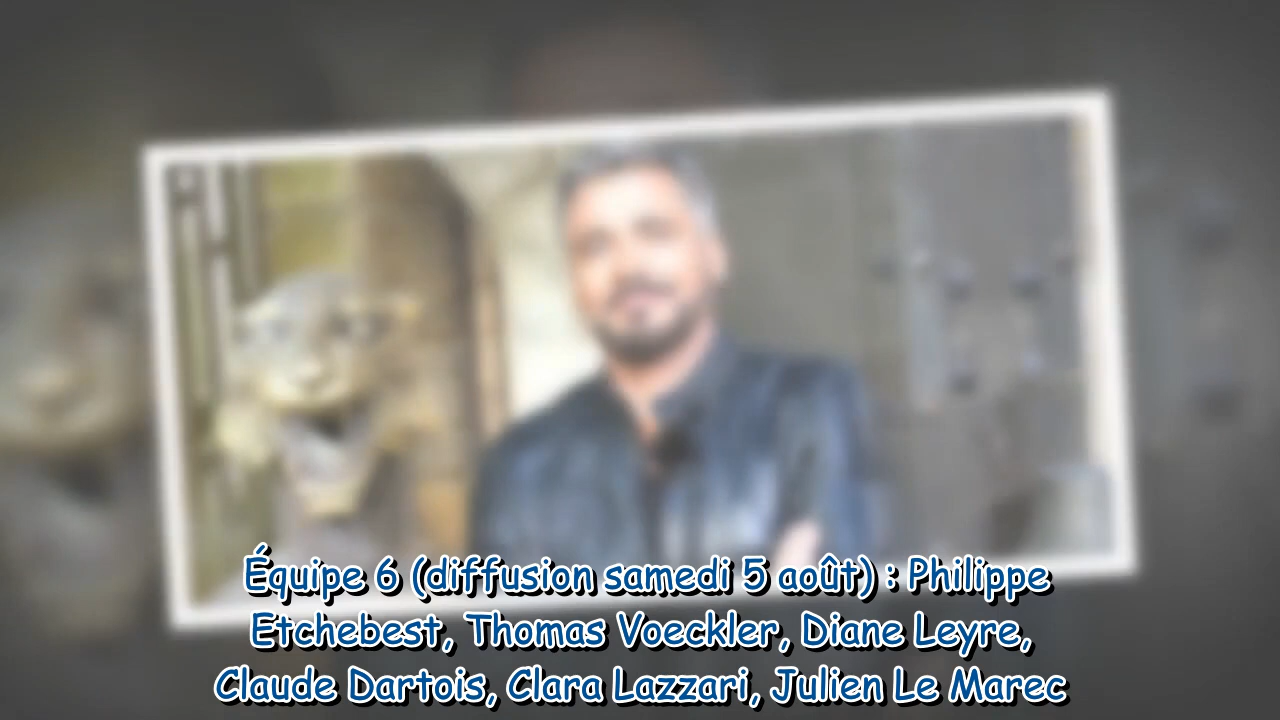 Équipe 6 (diffusion samedi 5 août) : Philippe
Etchebest, Thomas Voeckler, Diane Leyre,
Claude Dartois, Clara Lazzari, Julien Le Marec